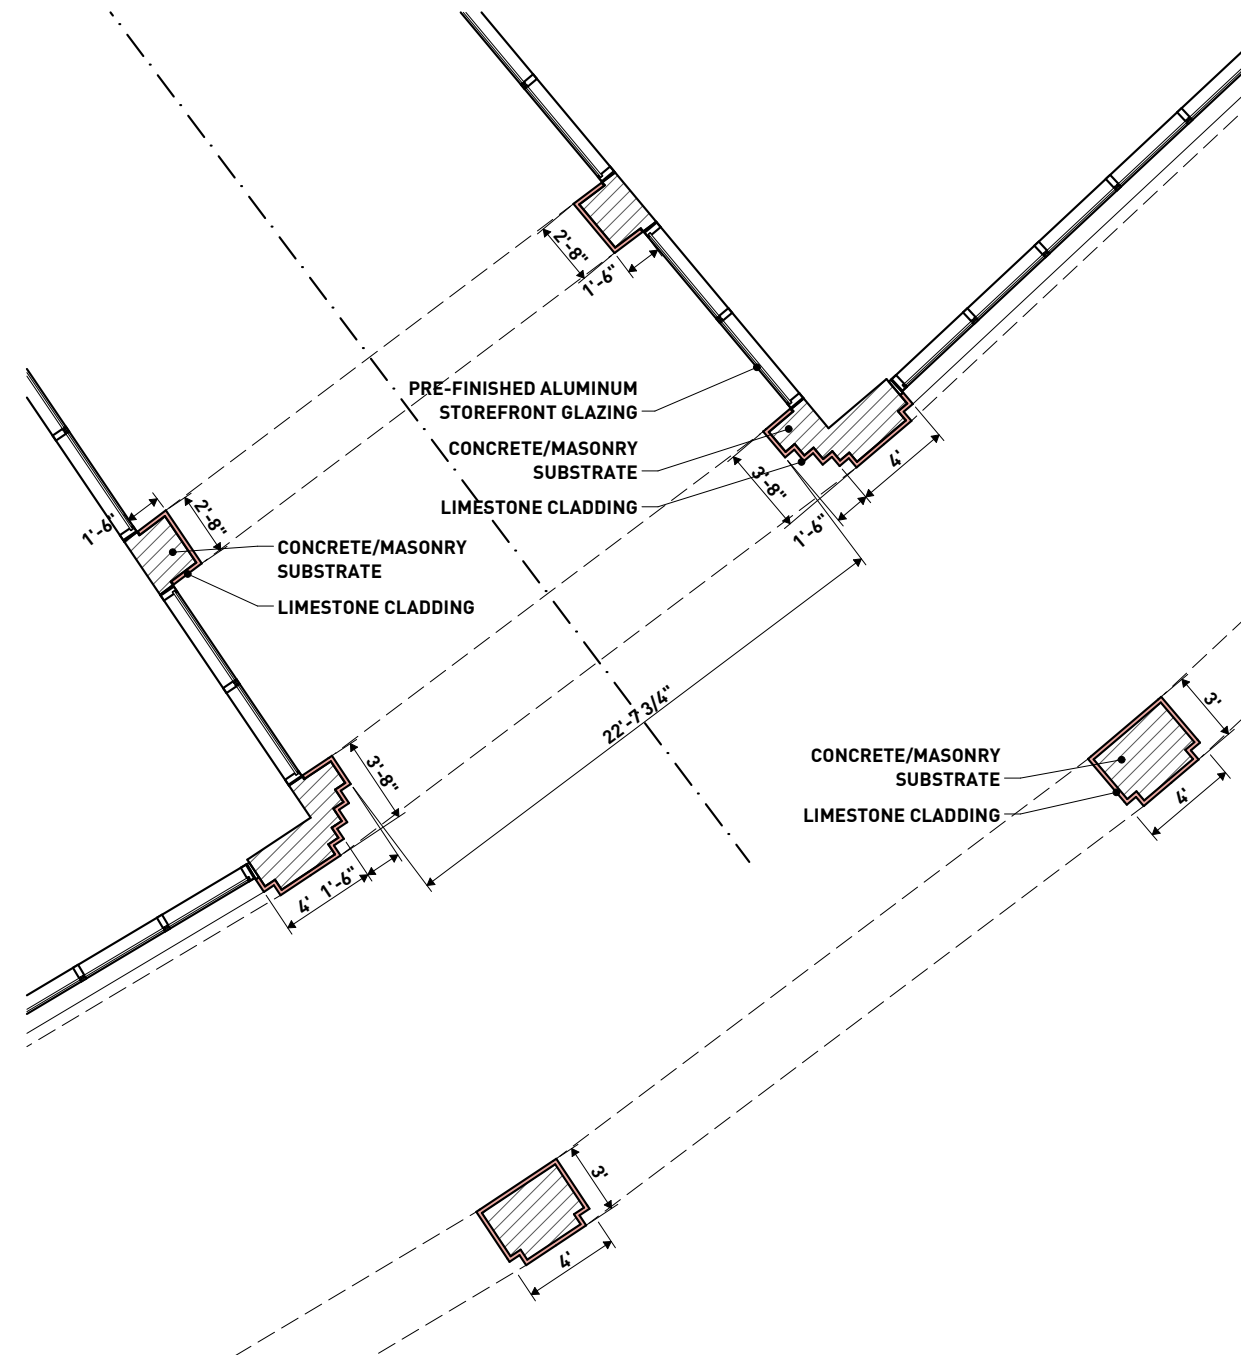 2'-8"
1'-6"
PRE-FINISHED ALUMINUM
STOREFRONT GLAZING
CONCRETE/MASONRY
SUBSTRATE
LIMESTONE CLADDING
4'
3'-8"
1'-6"
1'-6"
2'-8"
CONCRETE/MASONRY
SUBSTRATE
LIMESTONE CLADDING
22'-7 3/4"
3'
CONCRETE/MASONRY
SUBSTRATE
LIMESTONE CLADDING
4'
3'-8"
4'
1'-6"
3'
4'